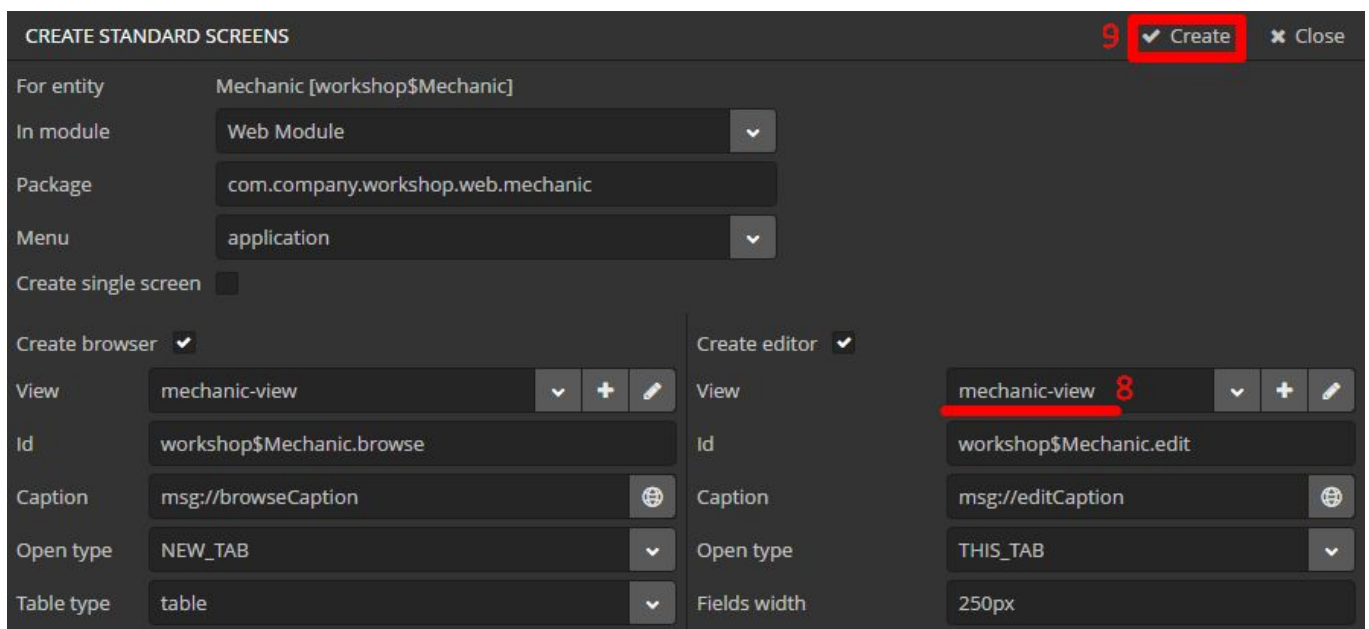 CREATE STANDARD SCREENS 9 Create Close
For entity Mechanic [workshop$Mechanic]
In module Web Module
Package com.company.workshop.web.mechanic
Menu application
Create single screen
Create browser
View mechanic-view
Id workshop$Mechanic.browse
Caption msg://browseCaption
Open type NEW_TAB
Table type table
Create editor
View mechanic-view 8
Id workshop$Mechanic.edit
Caption msg://editCaption
Open type THIS_TAB
Fields width 250px